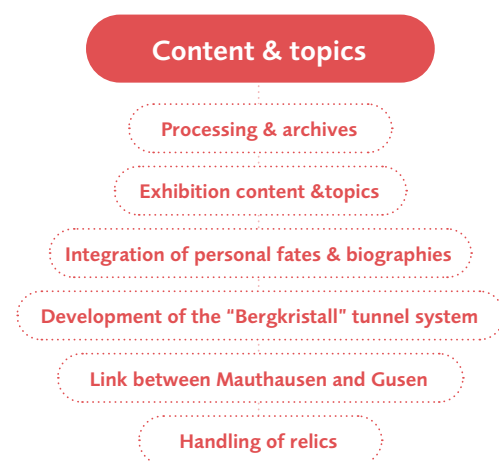 Content & topics
Processing & archives
Exhibition content &topics
Integration of personal fates & biographies
Development of the “Bergkristall” tunnel system
Link between Mauthausen and Gusen
Handling of relics